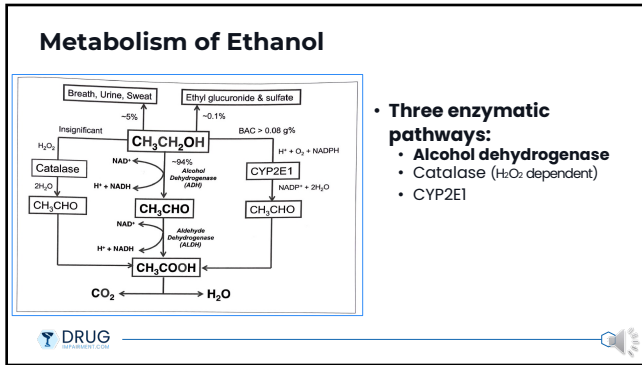 Metabolism of Ethanol
Breath, Urine, Sweat
Ethyl glucuronide & sulfate
~5%
~0.1%
Insignificant
BAC > 0.08 g%
CH₃CH₂OH
H₂O₂
H⁺ + O₂ + NADPH
NAD⁺
~94%
Catalase
Alcohol
Dehydrogenase
(ADH)
CYP2E1
2H₂O
H⁺ + NADH
NADP⁺ + 2H₂O
CH₃CHO
CH₃CHO
CH₃CHO
NAD⁺
Aldehyde
Dehydrogenase
(ALDH)
H⁺ + NADH
CH₃COOH
CO₂
H₂O
• Three enzymatic
pathways:
• Alcohol dehydrogenase
• Catalase (H₂O₂ dependent)
• CYP2E1
DRUG
IMPAIRMENT.COM